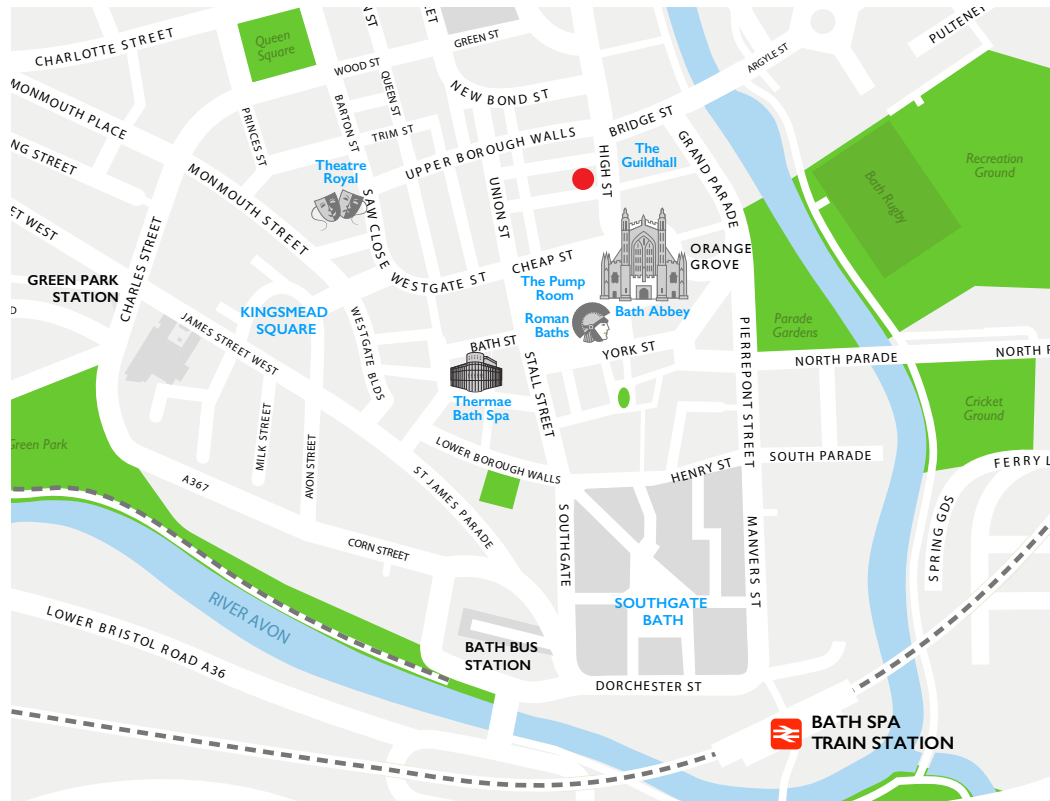 CHARLOTTE STREET
Queen
Square
GREEN ST
WOOD ST
QUEEN ST
ARGYLE ST
PULTENEY
MONMOUTH PLACE
NEW BOND ST
PRINCES ST
BARTON ST
TRIM ST
UPPER BOROUGH WALLS
BRIDGE ST
GRAND PARADE
The
Guildhall
HIGH ST
Recreation
Ground
Bath Rugby
NG STREET
Theatre
Royal
MONMOUTH STREET
SAW CLOSE
UNION ST
ET WEST
CHARLES STREET
WESTGATE ST
CHEAP ST
ORANGE
GROVE
GREEN PARK
STATION
The Pump
Room
Bath Abbey
Roman
Baths
KINGSMEAD
SQUARE
JAMES STREET WEST
WESTGATE BLDS
BATH ST
YORK ST
PIERREPONT STREET
Parade
Gardens
NORTH PARADE
NORTH P
D
STALL STREET
Thermae
Bath Spa
Cricket
Ground
Green Park
MILK STREET
AVON STREET
LOWER BOROUGH WALLS
HENRY ST
SOUTH PARADE
FERRY L
A367
ST JAMES PARADE
SOUTHGATE
MANVERS ST
SPRING GDS
CORN STREET
RIVER AVON
SOUTHGATE
BATH
LOWER BRISTOL ROAD A36
BATH BUS
STATION
DORCHESTER ST
BATH SPA
TRAIN STATION